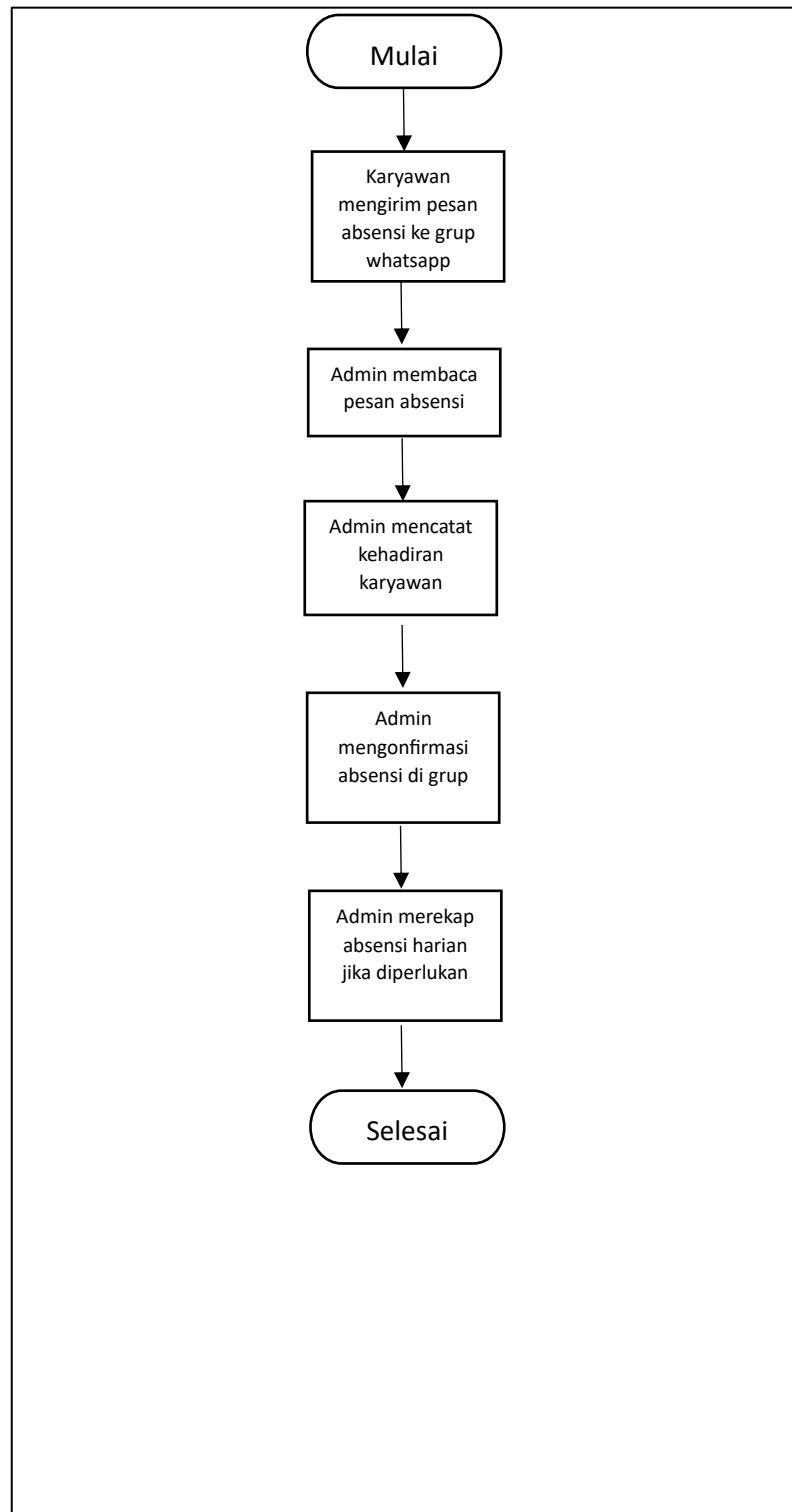 Mulai
Karyawan
mengirim pesan
absensi ke grup
whatsapp
Admin membaca
pesan absensi
Admin mencatat
kehadiran
karyawan
Admin
mengonfirmasi
absensi di grup
Admin merekap
absensi harian
jika diperlukan
Selesai